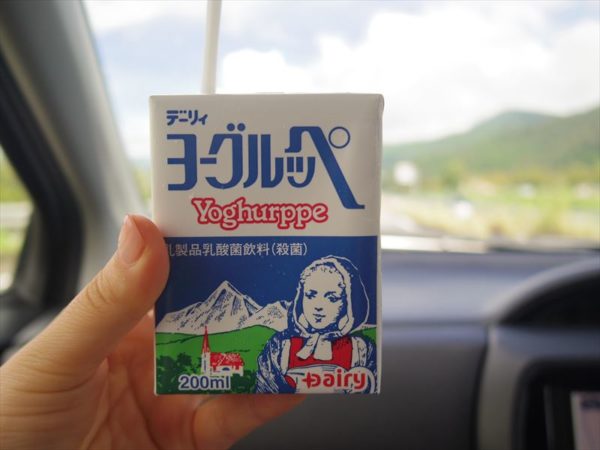 デーリィ
ヨーグルッペ
Yoghurppe
乳製品乳酸菌飲料(殺菌)
200ml
Dairy